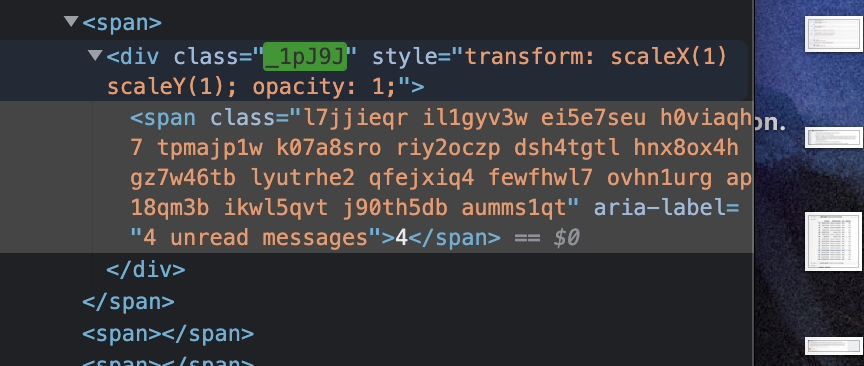 ▼<span>
▼<div class="_1pJ9J" style="transform: scaleX(1)
scaleY(1); opacity: 1;">
<span class="l7jjieqr il1gyv3w ei5e7seu h0viaqh
7 tpmajp1w k07a8sro riy2oczp dsh4tgtl hnx8ox4h
gz7w46tb lyutrhe2 qfejxiq4 fewfhwl7 ovhn1urg ap
18qm3b ikwl5qvt j90th5db aumms1qt" aria-label=
"4 unread messages">4</span> == $0
</div>
</span>
<span></span>
<span></span>
on.